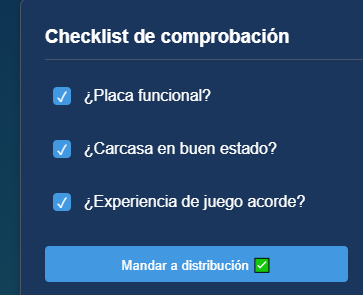 Checklist de comprobación
¿Placa funcional?
¿Carcasa en buen estado?
¿Experiencia de juego acorde?
Mandar a distribución ✅